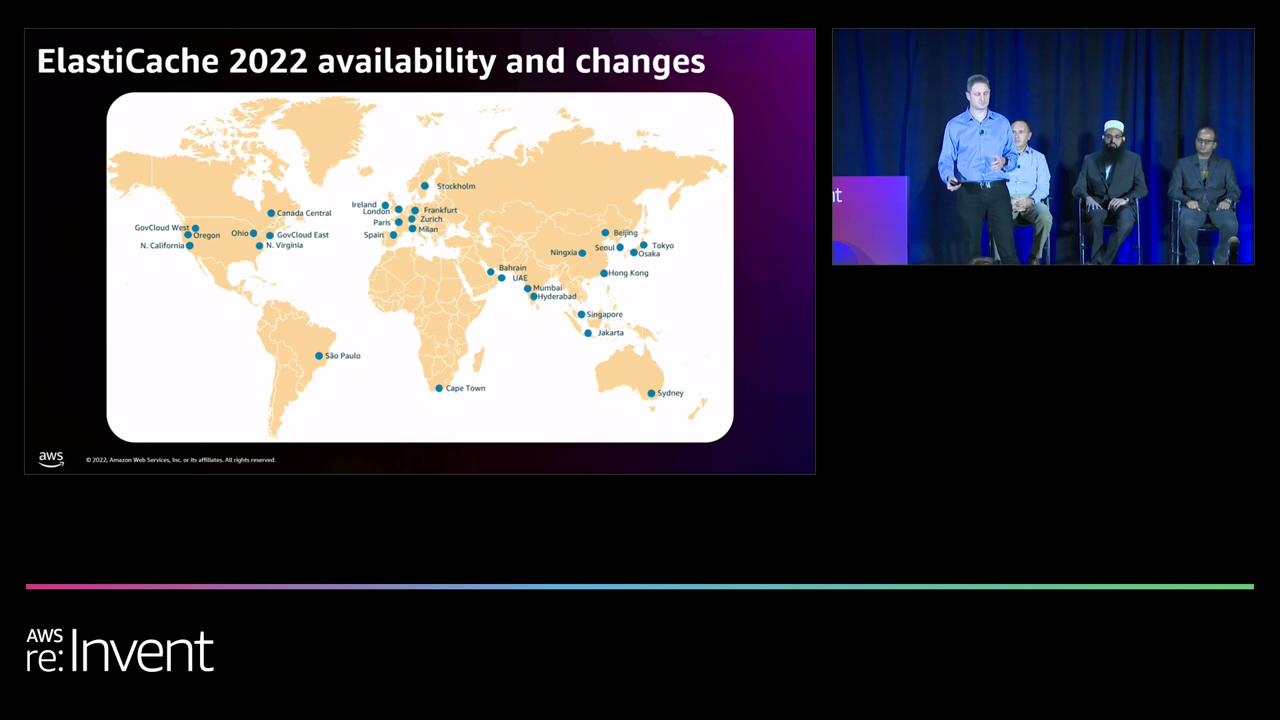 ElastiCache 2022 availability and changes
Stockholm
Ireland
London
Frankfurt
Canada Central
Zurich
Paris
GovCloud West
Milan
Oregon
Ohio
GovCloud East
Spain
Beijing
N. California
N. Virginia
Seoul
Tokyo
Ningxia
Osaka
Bahrain
Hong Kong
UAE
Mumbai
Hyderabad
Singapore
Jakarta
São Paulo
Cape Town
Sydney
aws
© 2022, Amazon Web Services, Inc. or its affiliates. All rights reserved.
nt
AWS
re:Invent